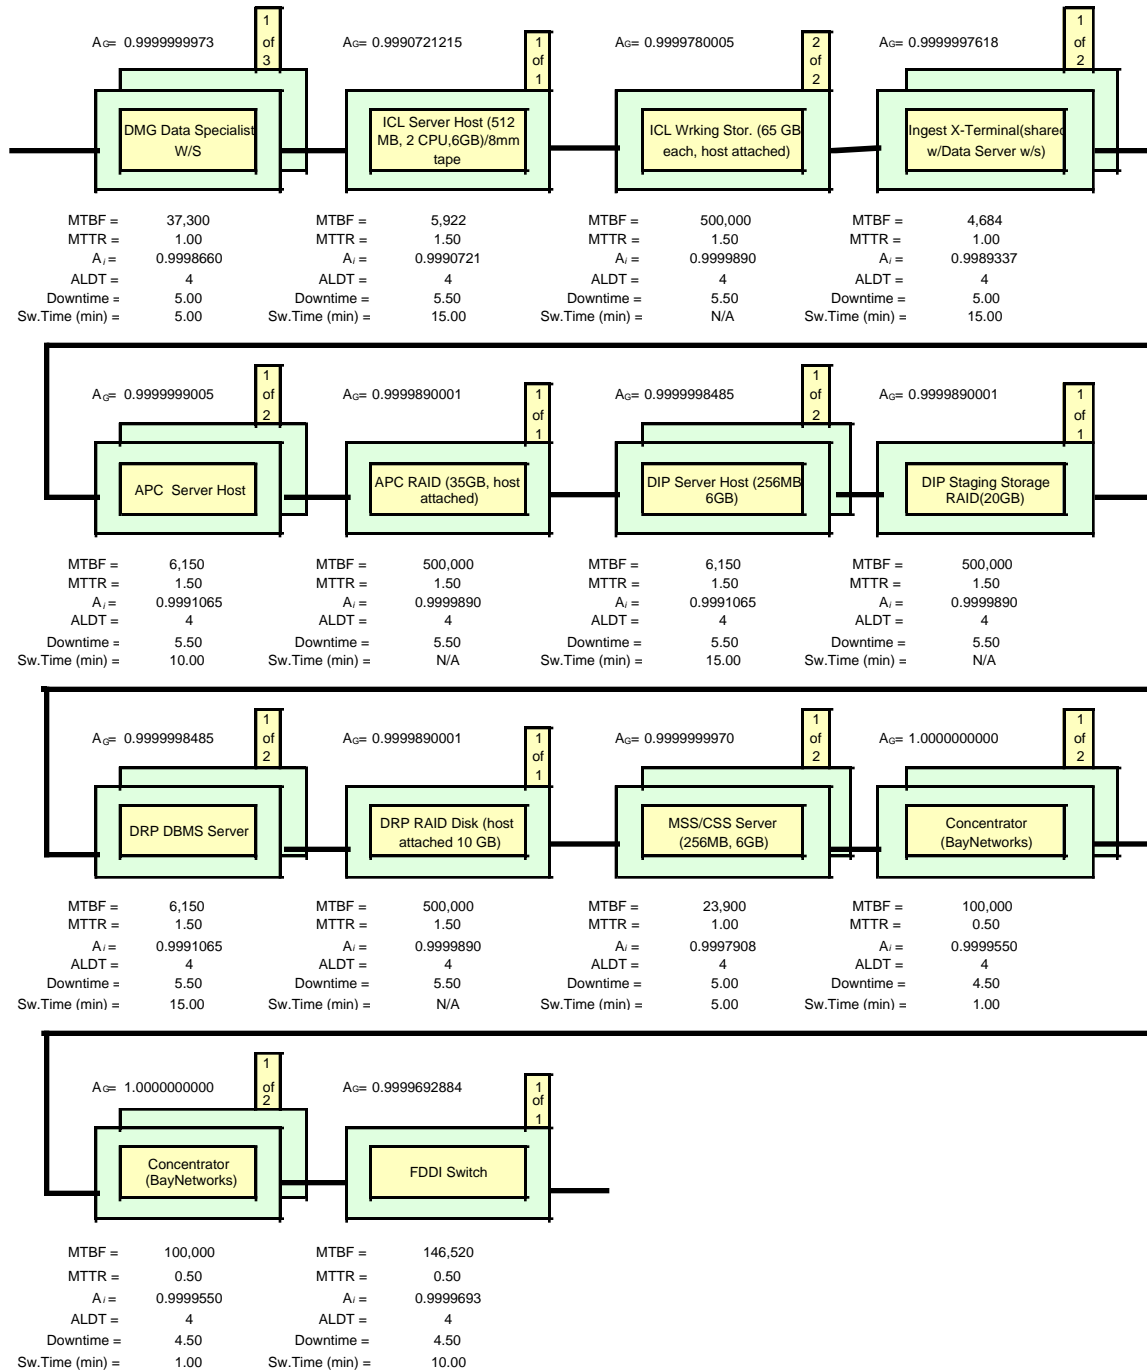 AG= 0.9999999973
1
of
3
AG= 0.9990721215
1
of
1
AG= 0.9999780005
2
of
2
AG= 0.9999997618
1
of
2
DMG Data Specialist
W/S
ICL Server Host (512
MB, 2 CPU,6GB)/8mm
tape
ICL Wrking Stor. (65 GB
each, host attached)
Ingest X-Terminal(shared
w/Data Server w/s)
MTBF = 37,300 MTBF = 5,922 MTBF = 500,000 MTBF = 4,684
MTTR = 1.00 MTTR = 1.50 MTTR = 1.50 MTTR = 1.00
Ai = 0.9998660 Ai = 0.9990721 Ai = 0.9999890 Ai = 0.9989337
ALDT = 4 ALDT = 4 ALDT = 4 ALDT = 4
Downtime = 5.00 Downtime = 5.50 Downtime = 5.50 Downtime = 5.00
Sw.Time (min) = 5.00 Sw.Time (min) = 15.00 Sw.Time (min) = N/A Sw.Time (min) = 15.00
AG= 0.9999999005
1
of
2
AG= 0.9999890001
1
of
1
AG= 0.9999998485
1
of
2
AG= 0.9999890001
1
of
1
APC Server Host
APC RAID (35GB, host
attached)
DIP Server Host (256MB
6GB)
DIP Staging Storage
RAID(20GB)
MTBF = 6,150 MTBF = 500,000 MTBF = 6,150 MTBF = 500,000
MTTR = 1.50 MTTR = 1.50 MTTR = 1.50 MTTR = 1.50
Ai = 0.9991065 Ai = 0.9999890 Ai = 0.9991065 Ai = 0.9999890
ALDT = 4 ALDT = 4 ALDT = 4 ALDT = 4
Downtime = 5.50 Downtime = 5.50 Downtime = 5.50 Downtime = 5.50
Sw.Time (min) = 10.00 Sw.Time (min) = N/A Sw.Time (min) = 15.00 Sw.Time (min) = N/A
AG= 0.9999998485
1
of
2
AG= 0.9999890001
1
of
1
AG= 0.9999999970
1
of
2
AG= 1.0000000000
1
of
2
DRP DBMS Server
DRP RAID Disk (host
attached 10 GB)
MSS/CSS Server
(256MB, 6GB)
Concentrator
(BayNetworks)
MTBF = 6,150 MTBF = 500,000 MTBF = 23,900 MTBF = 100,000
MTTR = 1.50 MTTR = 1.50 MTTR = 1.00 MTTR = 0.50
Ai = 0.9991065 Ai = 0.9999890 Ai = 0.9997908 Ai = 0.9999550
ALDT = 4 ALDT = 4 ALDT = 4 ALDT = 4
Downtime = 5.50 Downtime = 5.50 Downtime = 5.00 Downtime = 4.50
Sw.Time (min) = 15.00 Sw.Time (min) = N/A Sw.Time (min) = 5.00 Sw.Time (min) = 1.00
AG= 1.0000000000
1
of
2
AG= 0.9999692884
1
of
1
Concentrator
(BayNetworks)
FDDI Switch
MTBF = 100,000 MTBF = 146,520
MTTR = 0.50 MTTR = 0.50
Ai = 0.9999550 Ai = 0.9999693
ALDT = 4 ALDT = 4
Downtime = 4.50 Downtime = 4.50
Sw.Time (min) = 1.00 Sw.Time (min) = 10.00